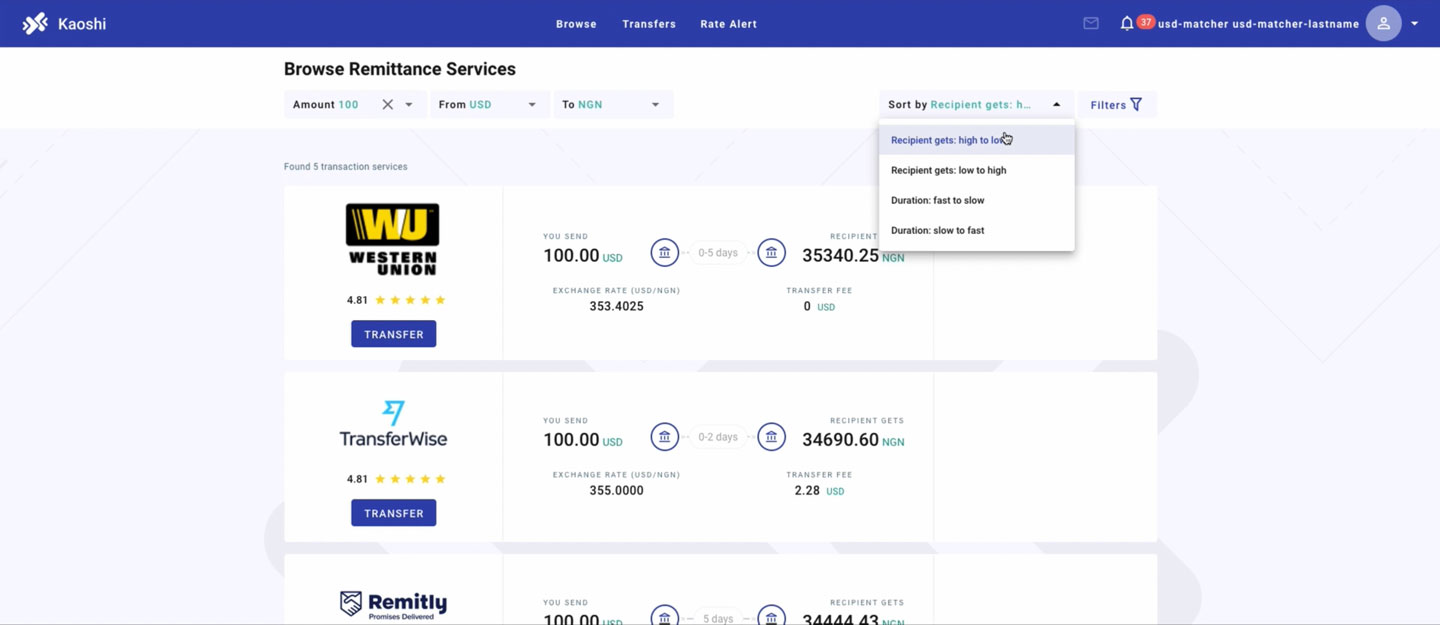 Kaoshi
Browse Transfers Rate Alert
37 usd-matcher usd-matcher-lastname
Browse Remittance Services
Amount 100 From USD To NGN Sort by Recipient gets: h... Filters
Recipient gets: high to low
Recipient gets: low to high
Duration: fast to slow
Duration: slow to fast
Found 5 transaction services
WU
WESTERN
UNION
4.81
TRANSFER
YOU SEND RECIPIENT
100.00 USD 0-5 days 35340.25 NGN
EXCHANGE RATE (USD/NGN) TRANSFER FEE
353.4025 0 USD
TransferWise
4.81
TRANSFER
YOU SEND RECIPIENT GETS
100.00 USD 0-2 days 34690.60 NGN
EXCHANGE RATE (USD/NGN) TRANSFER FEE
355.0000 2.28 USD
Remitly
Promises Delivered
YOU SEND RECIPIENT GETS
100.00 USD 5 days 34444.43 NGN